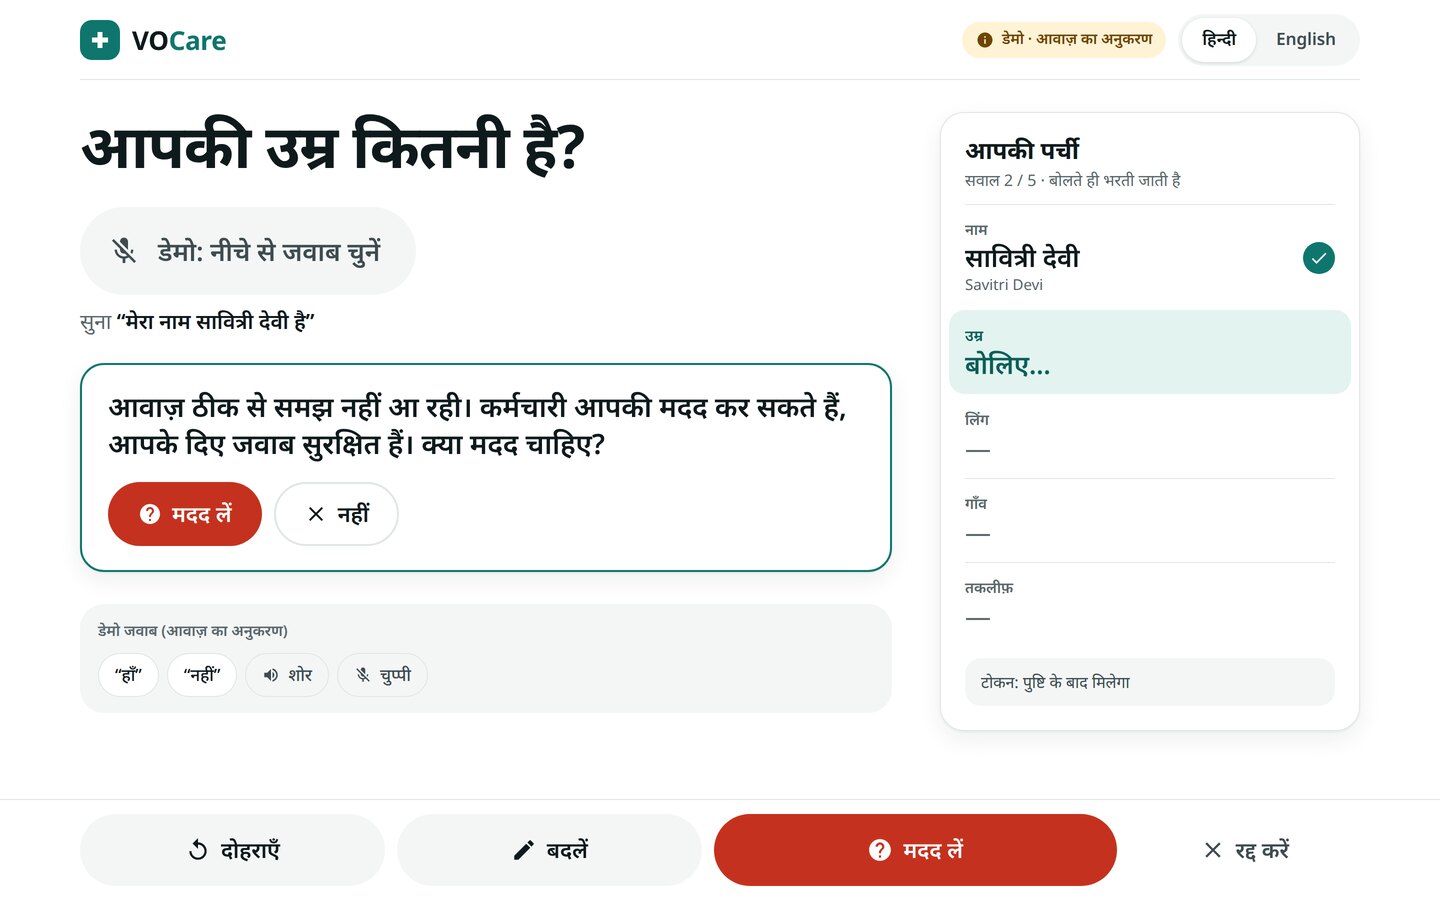 VOCare
डेमो · आवाज़ का अनुकरण
हिन्दी
English
आपकी उम्र कितनी है?
डेमो: नीचे से जवाब चुनें
सुना “मेरा नाम सावित्री देवी है”
आवाज़ ठीक से समझ नहीं आ रही। कर्मचारी आपकी मदद कर सकते हैं,
आपके दिए जवाब सुरक्षित हैं। क्या मदद चाहिए?
मदद लें
नहीं
डेमो जवाब (आवाज़ का अनुकरण)
“हाँ”
“नहीं”
शोर
चुप्पी
आपकी पर्ची
सवाल 2 / 5 · बोलते ही भरती जाती है
नाम
सावित्री देवी
Savitri Devi
उम्र
बोलिए...
लिंग
—
गाँव
—
तकलीफ़
—
टोकन: पुष्टि के बाद मिलेगा
दोहराएँ
बदलें
मदद लें
रद्द करें